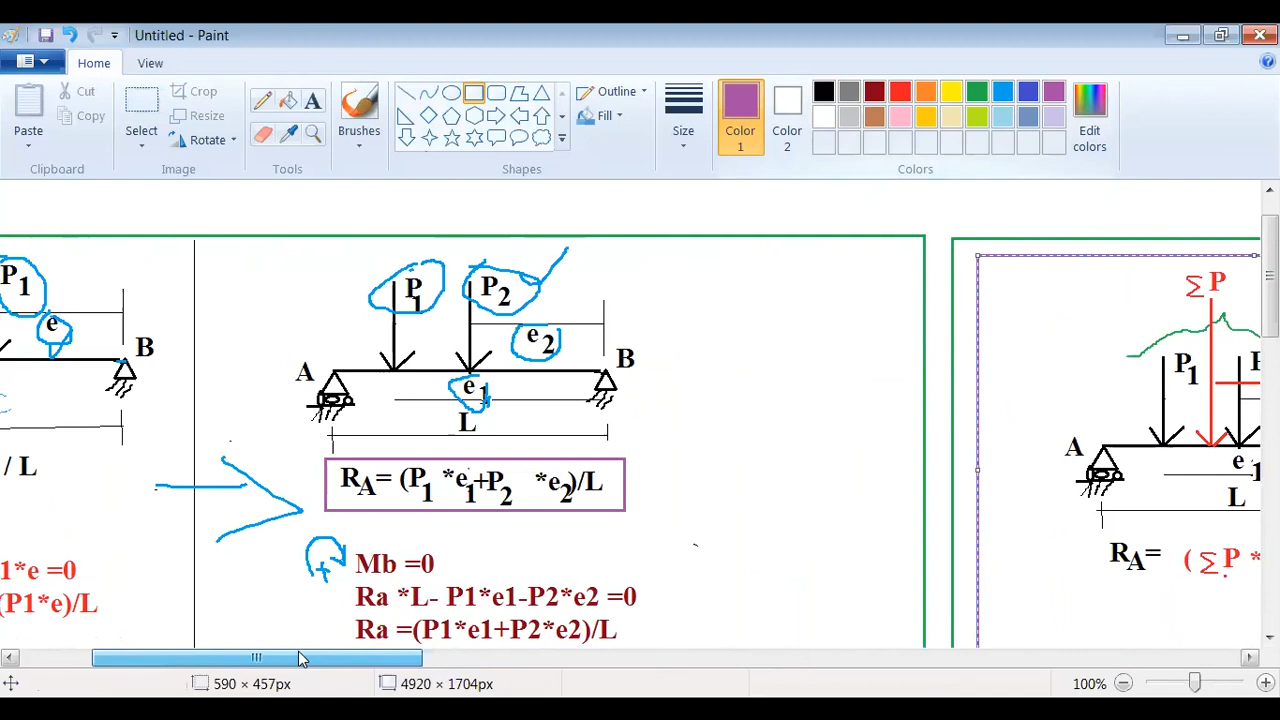 Untitled - Paint
Home View
Paste
Cut
Copy
Clipboard
Select
Crop
Resize
Rotate
Image
Tools
Brushes
Shapes
Outline
Fill
Size
Color 1
Color 2
Colors
Edit colors
P1
e
B
/ L
1*e =0
(P1*e)/L
P1
P2
e2
A
B
e1
L
RA= (P1 *e1+P2 *e2)/L
Mb =0
Ra *L- P1*e1-P2*e2 =0
Ra =(P1*e1+P2*e2)/L
∑ P
P1
A
e1
L
RA= ( ∑ P *
590 × 457px
4920 × 1704px
100%